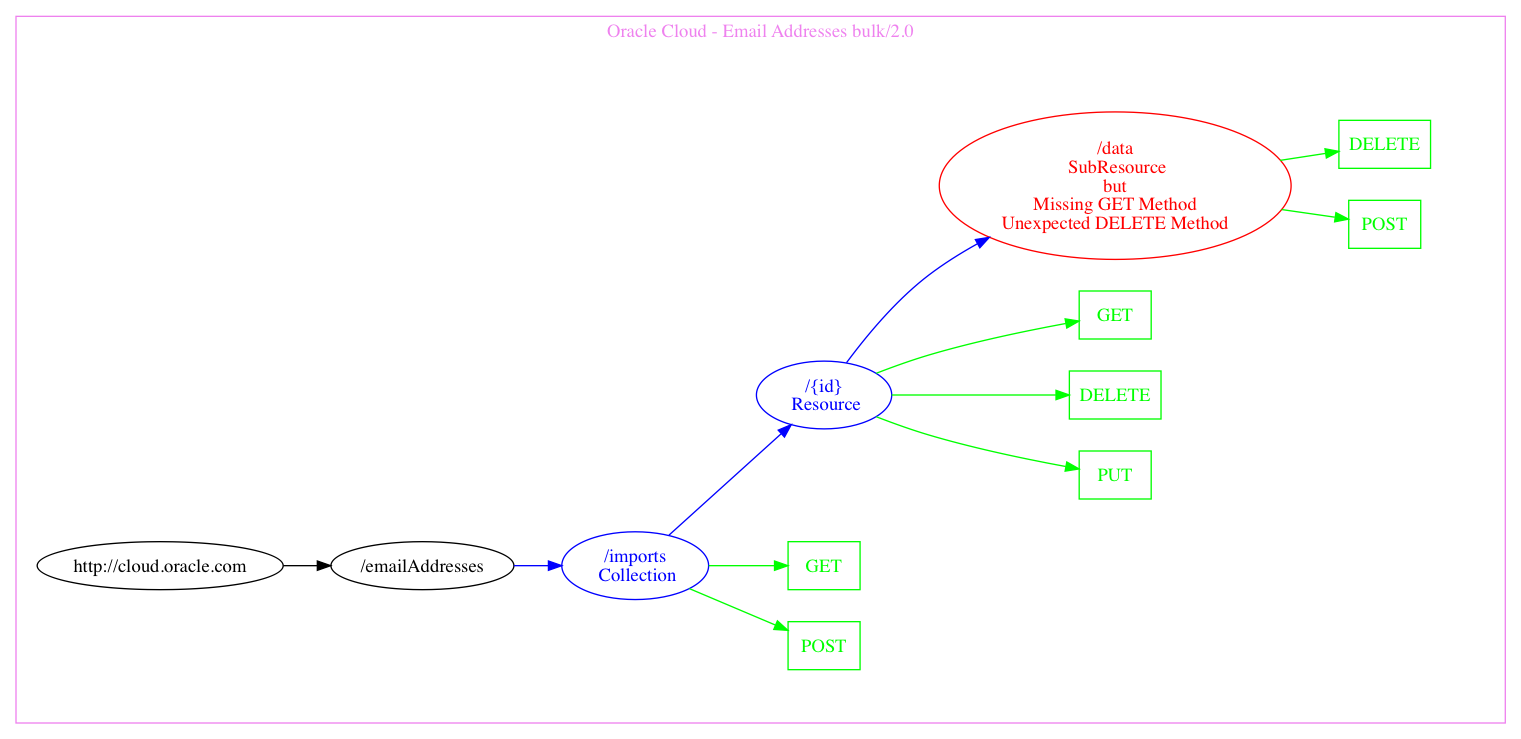 Oracle Cloud - Email Addresses bulk/2.0
/data
SubResource
but
Missing GET Method
Unexpected DELETE Method
DELETE
POST
GET
/{id}
Resource
DELETE
PUT
http://cloud.oracle.com
/emailAddresses
/imports
Collection
GET
POST